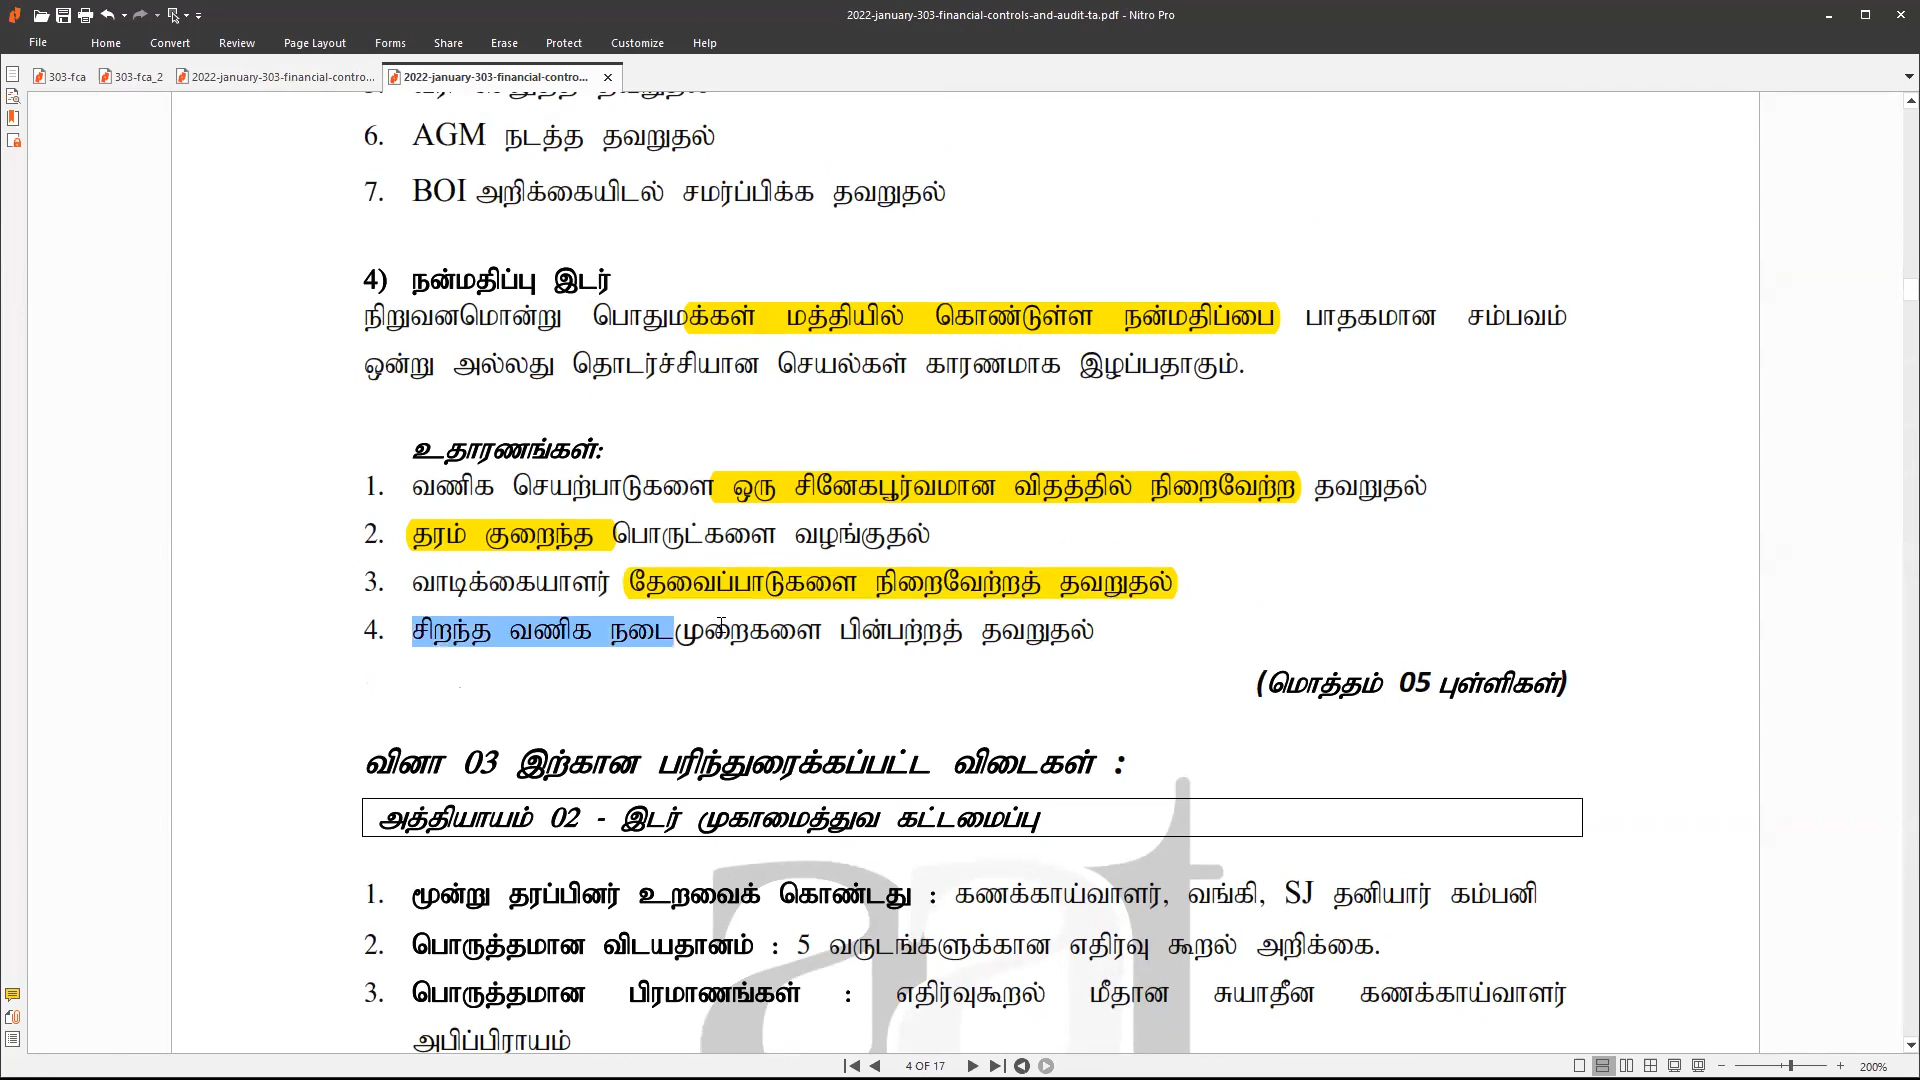 2022-january-303-financial-controls-and-audit-ta.pdf - Nitro Pro
File Home Convert Review Page Layout Forms Share Erase Protect Customize Help
303-fca 303-fca_2 2022-january-303-financial-contro... 2022-january-303-financial-contro...
6. AGM நடத்த தவறுதல்
7. BOI அறிக்கையிடல் சமர்ப்பிக்க தவறுதல்
4) நன்மதிப்பு இடர்
நிறுவனமொன்று பொதுமக்கள் மத்தியில் கொண்டுள்ள நன்மதிப்பை பாதகமான சம்பவம்
ஒன்று அல்லது தொடர்ச்சியான செயல்கள் காரணமாக இழப்பதாகும்.
உதாரணங்கள்:
1. வணிக செயற்பாடுகளை ஒரு சினேகபூர்வமான விதத்தில் நிறைவேற்ற தவறுதல்
2. தரம் குறைந்த பொருட்களை வழங்குதல்
3. வாடிக்கையாளர் தேவைப்பாடுகளை நிறைவேற்றத் தவறுதல்
4. சிறந்த வணிக நடைமுறைகளை பின்பற்றத் தவறுதல்
(மொத்தம் 05 புள்ளிகள்)
வினா 03 இற்கான பரிந்துரைக்கப்பட்ட விடைகள் :
அத்தியாயம் 02 - இடர் முகாமைத்துவ கட்டமைப்பு
1. மூன்று தரப்பினர் உறவைக் கொண்டது : கணக்காய்வாளர், வங்கி, SJ தனியார் கம்பனி
2. பொருத்தமான விடயதானம் : 5 வருடங்களுக்கான எதிர்வு கூறல் அறிக்கை.
3. பொருத்தமான பிரமாணங்கள் : எதிர்வுகூறல் மீதான சுயாதீன கணக்காய்வாளர்
அபிப்பிராயம்
aat
4 OF 17
200%